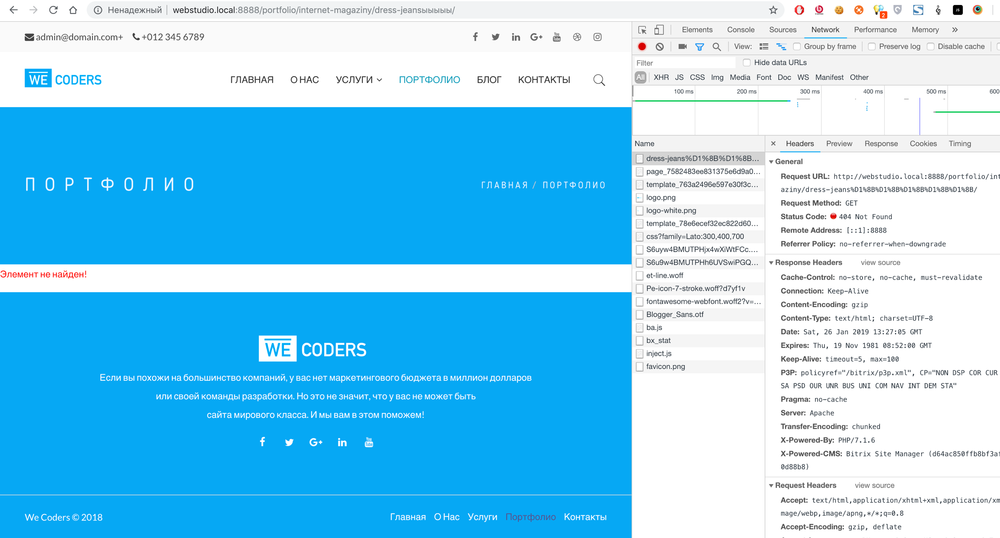 Ненадежный webstudio.local:8888/portfolio/internet-magaziny/dress-jeansыыыыы/
2
JS
admin@domain.com+ +012 345 6789
You Tube
WE CODERS
ГЛАВНАЯ О НАС УСЛУГИ ПОРТФОЛИО БЛОГ КОНТАКТЫ
ПОРТФОЛИО
ГЛАВНАЯ / ПОРТФОЛИО
Элемент не найден!
WE CODERS
Если вы похожи на большинство компаний, у вас нет маркетингового бюджета в миллион долларов
или своей команды разработки. Но это не значит, что у вас не может быть
сайта мирового класса. И мы вам в этом поможем!
You Tube
We Coders © 2018
Главная О Нас Услуги Портфолио Контакты
Elements Console Sources Network Performance Memory »
View: Group by frame Preserve log Disable cache
Filter Hide data URLs
All XHR JS CSS Img Media Font Doc WS Manifest Other
100 ms 200 ms 300 ms 400 ms 500 ms 600
Name
dress-jeans%D1%8B%D1%8B...
page_7582483ee831375e6d9a0...
template_763a2496e597e30f3c...
logo.png
logo-white.png
template_78e6ecef32ec822d60...
css?family=Lato:300,400,700
S6uyw4BMUTPHjx4wXiWtFCc....
S6u9w4BMUTPHh6UVSwiPGQ...
et-line.woff
Pe-icon-7-stroke.woff?d7yf1v
fontawesome-webfont.woff2?v=...
Blogger_Sans.otf
ba.js
bx_stat
inject.js
favicon.png
× Headers Preview Response Cookies Timing
General
Request URL: http://webstudio.local:8888/portfolio/int
aziny/dress-jeans%D1%8B%D1%8B%D1%8B%D1%8B%D1%8B/
Request Method: GET
Status Code: 404 Not Found
Remote Address: [::1]:8888
Referrer Policy: no-referrer-when-downgrade
Response Headers view source
Cache-Control: no-store, no-cache, must-revalidate
Connection: Keep-Alive
Content-Encoding: gzip
Content-Type: text/html; charset=UTF-8
Date: Sat, 26 Jan 2019 13:27:05 GMT
Expires: Thu, 19 Nov 1981 08:52:00 GMT
Keep-Alive: timeout=5, max=100
P3P: policyref="/bitrix/p3p.xml", CP="NON DSP COR CUR
SA PSD OUR UNR BUS UNI COM NAV INT DEM STA"
Pragma: no-cache
Server: Apache
Transfer-Encoding: chunked
X-Powered-By: PHP/7.1.6
X-Powered-CMS: Bitrix Site Manager (d64ac850ffb8bf3af
0d88b8)
Request Headers view source
Accept: text/html,application/xhtml+xml,application/xm
mage/webp,image/apng,*/*;q=0.8
Accept-Encoding: gzip, deflate